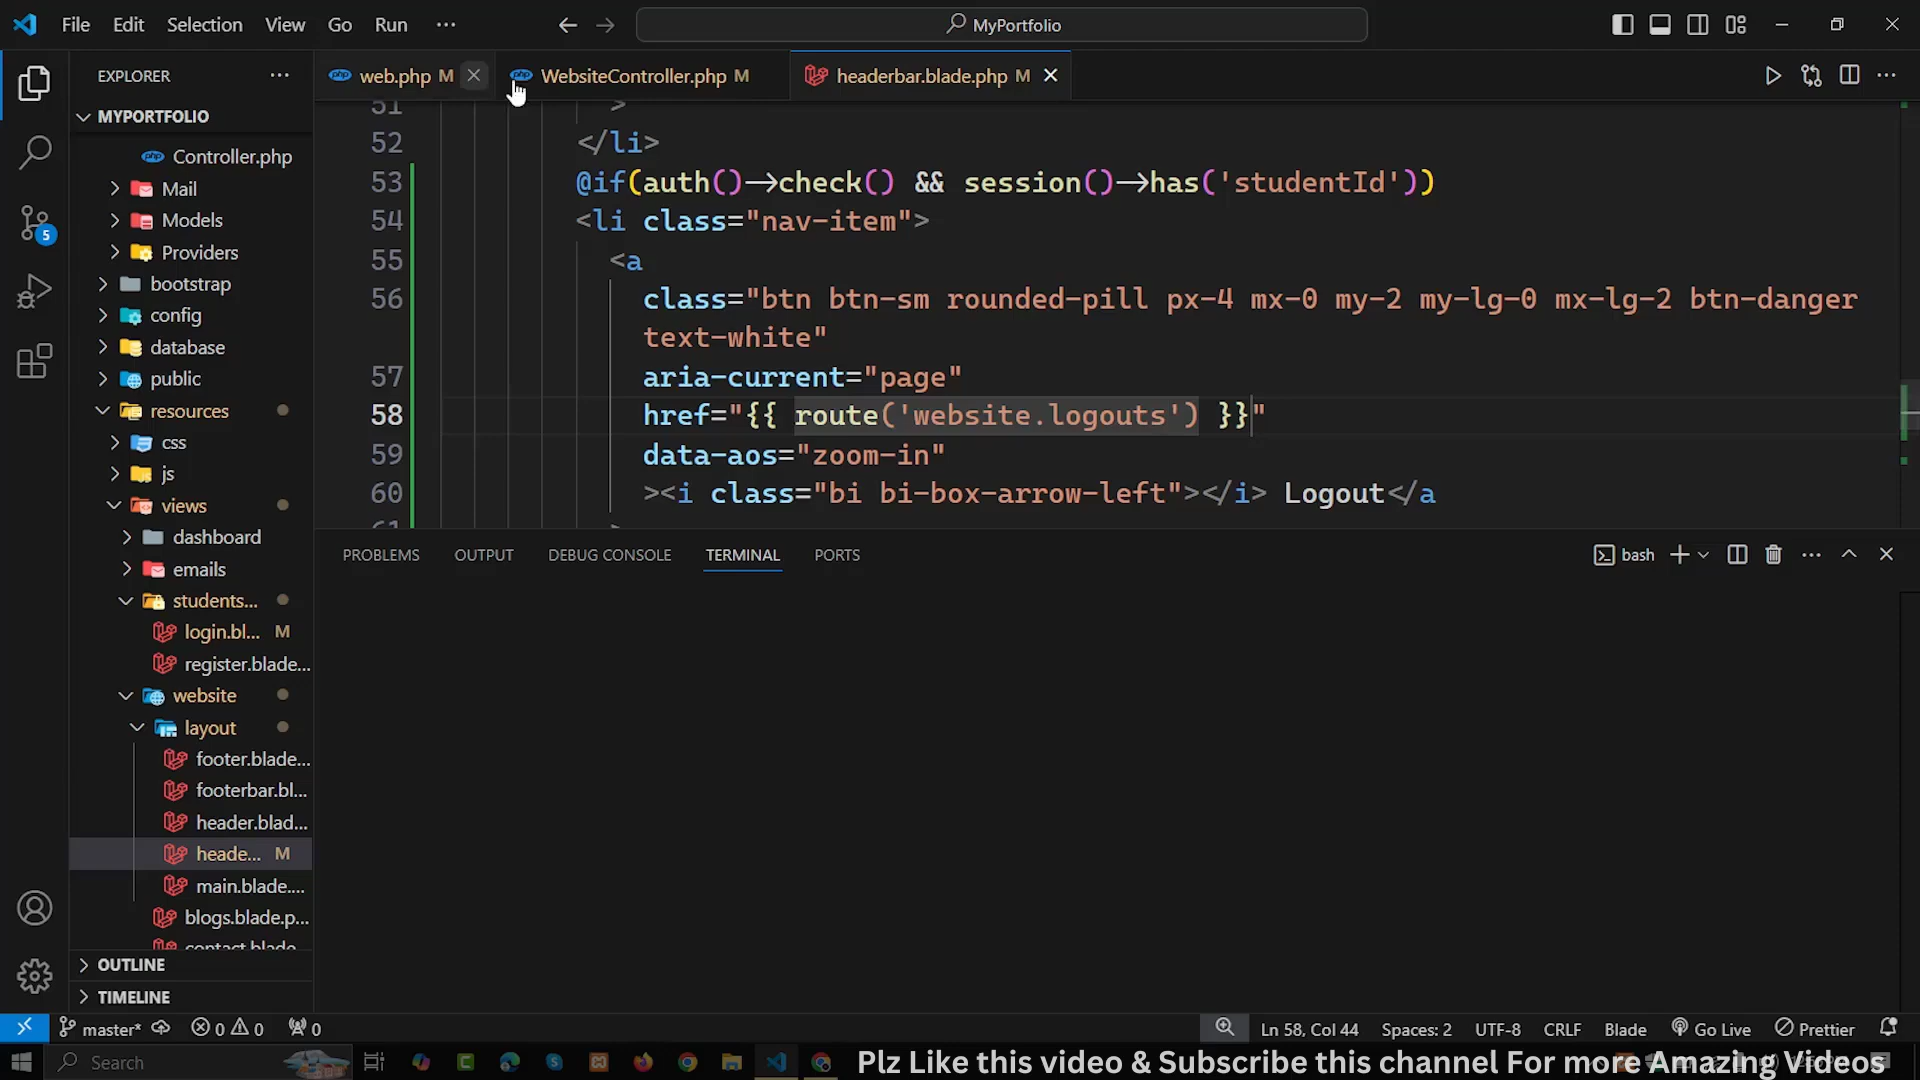 File Edit Selection View Go Run ···
MyPortfolio
EXPLORER
web.php M
WebsiteController.php M
headerbar.blade.php M
MYPORTFOLIO
Controller.php
Mail
Models
Providers
bootstrap
config
database
public
resources
css
js
views
dashboard
emails
students...
login.bl... M
register.blade...
website
layout
footer.blade...
footerbar.bl...
header.blad...
heade... M
main.blade....
blogs.blade.p...
contact.blade
OUTLINE
TIMELINE
5
51 >
52 </li>
53 @if(auth()->check() && session()->has('studentId'))
54 <li class="nav-item">
55 <a
56 class="btn btn-sm rounded-pill px-4 mx-0 my-2 my-lg-0 mx-lg-2 btn-danger
text-white"
57 aria-current="page"
58 href="{{ route('website.logouts') }}"
59 data-aos="zoom-in"
60 ><i class="bi bi-box-arrow-left"></i> Logout</a
61 >
PROBLEMS OUTPUT DEBUG CONSOLE TERMINAL PORTS
bash
master* 0 0 0
Ln 58, Col 44 Spaces: 2 UTF-8 CRLF Blade Go Live Prettier
Search
Plz Like this video & Subscribe this channel For more Amazing Videos